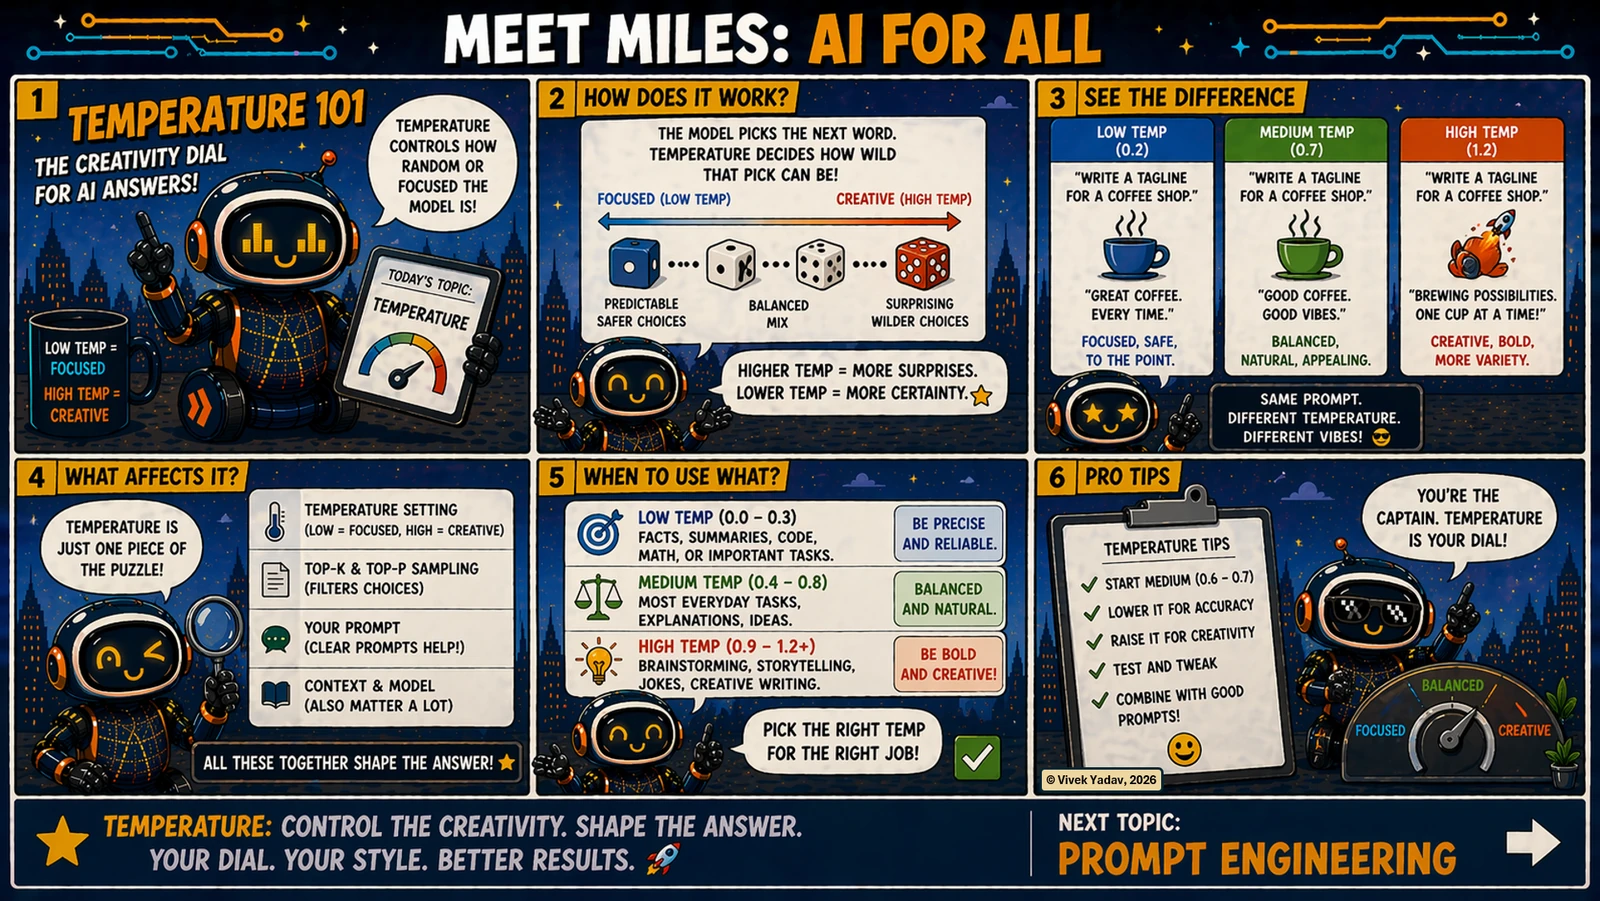 MEET MILES: AI FOR ALL
1
TEMPERATURE 101
THE CREATIVITY DIAL
FOR AI ANSWERS!
TEMPERATURE
CONTROLS HOW
RANDOM OR
FOCUSED THE
MODEL IS!
TODAY'S TOPIC:
TEMPERATURE
LOW TEMP =
FOCUSED
HIGH TEMP =
CREATIVE
2 HOW DOES IT WORK?
THE MODEL PICKS THE NEXT WORD.
TEMPERATURE DECIDES HOW WILD
THAT PICK CAN BE!
FOCUSED (LOW TEMP)
CREATIVE (HIGH TEMP)
PREDICTABLE
SAFER CHOICES
BALANCED
MIX
SURPRISING
WILDER CHOICES
HIGHER TEMP = MORE SURPRISES.
LOWER TEMP = MORE CERTAINTY.
3 SEE THE DIFFERENCE
LOW TEMP
(0.2)
"WRITE A TAGLINE
FOR A COFFEE SHOP."
"GREAT COFFEE.
EVERY TIME."
FOCUSED, SAFE,
TO THE POINT.
MEDIUM TEMP
(0.7)
"WRITE A TAGLINE
FOR A COFFEE SHOP."
"GOOD COFFEE.
GOOD VIBES."
BALANCED,
NATURAL, APPEALING.
HIGH TEMP
(1.2)
"WRITE A TAGLINE
FOR A COFFEE SHOP."
"BREWING POSSIBILITIES.
ONE CUP AT A TIME!"
CREATIVE, BOLD,
MORE VARIETY.
SAME PROMPT.
DIFFERENT TEMPERATURE.
DIFFERENT VIBES! 😎
4 WHAT AFFECTS IT?
TEMPERATURE IS
JUST ONE PIECE OF
THE PUZZLE!
TEMPERATURE SETTING
(LOW = FOCUSED, HIGH = CREATIVE)
TOP-K & TOP-P SAMPLING
(FILTERS CHOICES)
YOUR PROMPT
(CLEAR PROMPTS HELP!)
CONTEXT & MODEL
(ALSO MATTER A LOT)
ALL THESE TOGETHER SHAPE THE ANSWER!
5 WHEN TO USE WHAT?
LOW TEMP (0.0 – 0.3)
FACTS, SUMMARIES, CODE,
MATH, OR IMPORTANT TASKS.
BE PRECISE
AND RELIABLE.
MEDIUM TEMP (0.4 – 0.8)
MOST EVERYDAY TASKS,
EXPLANATIONS, IDEAS.
BALANCED
AND NATURAL.
HIGH TEMP (0.9 – 1.2+)
BRAINSTORMING, STORYTELLING,
JOKES, CREATIVE WRITING.
BE BOLD
AND CREATIVE!
PICK THE RIGHT TEMP
FOR THE RIGHT JOB!
6 PRO TIPS
TEMPERATURE TIPS
START MEDIUM (0.6 – 0.7)
LOWER IT FOR ACCURACY
RAISE IT FOR CREATIVITY
TEST AND TWEAK
COMBINE WITH GOOD
PROMPTS!
YOU'RE THE
CAPTAIN. TEMPERATURE
IS YOUR DIAL!
BALANCED
FOCUSED
CREATIVE
© Vivek Yadav, 2026
TEMPERATURE: CONTROL THE CREATIVITY. SHAPE THE ANSWER.
YOUR DIAL. YOUR STYLE. BETTER RESULTS. 🚀
NEXT TOPIC:
PROMPT ENGINEERING